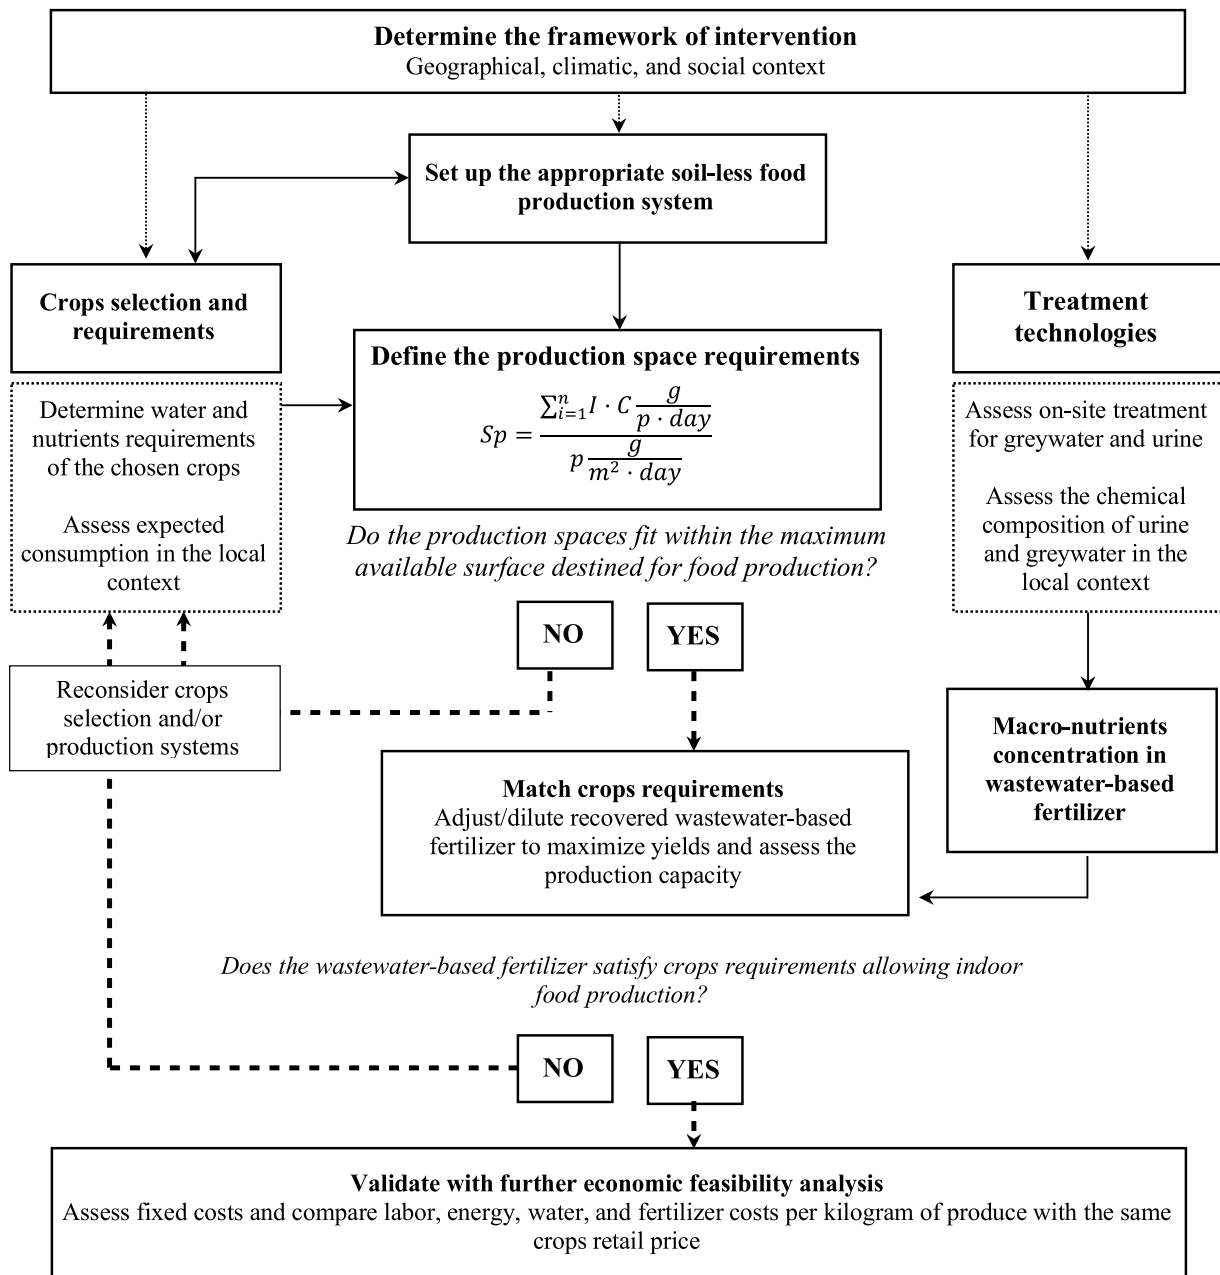 Determine the framework of intervention
Geographical, climatic, and social context
Set up the appropriate soil-less food
production system
Crops selection and
requirements
Treatment
technologies
Define the production space requirements
Sp = \frac{\sum_{i=1}^{n} I \cdot C \frac{g}{p \cdot day}}{p \frac{g}{m^2 \cdot day}}
Determine water and
nutrients requirements
of the chosen crops
Assess expected
consumption in the local
context
Assess on-site treatment
for greywater and urine
Assess the chemical
composition of urine
and greywater in the
local context
Do the production spaces fit within the maximum
available surface destined for food production?
NO
YES
Reconsider crops
selection and/or
production systems
Macro-nutrients
concentration in
wastewater-based
fertilizer
Match crops requirements
Adjust/dilute recovered wastewater-based
fertilizer to maximize yields and assess the
production capacity
Does the wastewater-based fertilizer satisfy crops requirements allowing indoor
food production?
NO
YES
Validate with further economic feasibility analysis
Assess fixed costs and compare labor, energy, water, and fertilizer costs per kilogram of produce with the same
crops retail price